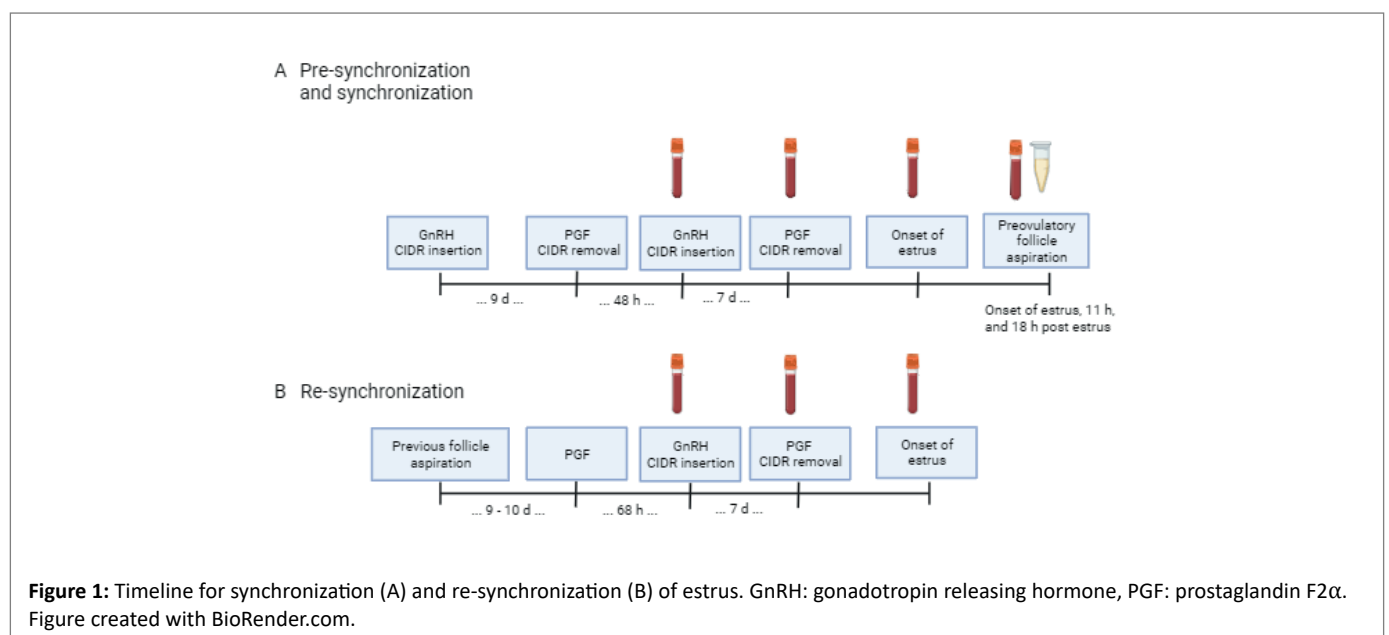 A Pre-synchronization
and synchronization
GnRH
CIDR insertion
PGF
CIDR removal
GnRH
CIDR insertion
PGF
CIDR removal
Onset of
estrus
Preovulatory
follicle
aspiration
... 9 d ...
... 48 h ...
... 7 d ...
Onset of estrus, 11 h,
and 18 h post estrus
B Re-synchronization
Previous follicle
aspiration
PGF
GnRH
CIDR insertion
PGF
CIDR removal
Onset of
estrus
... 9 - 10 d ...
... 68 h ...
... 7 d ...
Figure 1: Timeline for synchronization (A) and re-synchronization (B) of estrus. GnRH: gonadotropin releasing hormone, PGF: prostaglandin F2α.
Figure created with BioRender.com.